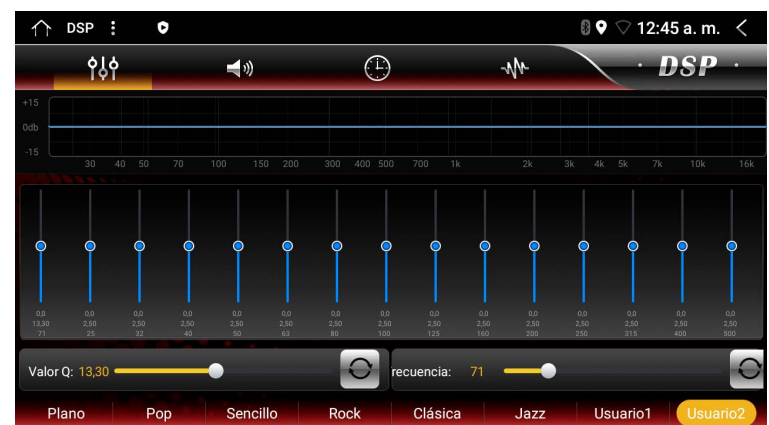 DSP 12:45 a. m.
DSP
+15
0db
-15
30 40 50 70 100 150 200 300 400 500 700 1k 2k 3k 4k 5k 7k 10k 16k
0,0 0,0 0,0 0,0 0,0 0,0 0,0 0,0 0,0 0,0 0,0 0,0 0,0 0,0 0,0
13,30 2,50 2,50 2,50 2,50 2,50 2,50 2,50 2,50 2,50 2,50 2,50 2,50 2,50 2,50
71 25 32 40 50 63 80 100 125 160 200 250 315 400 500
Valor Q: 13,30 recuencia: 71
Plano Pop Sencillo Rock Clásica Jazz Usuario1 Usuario2